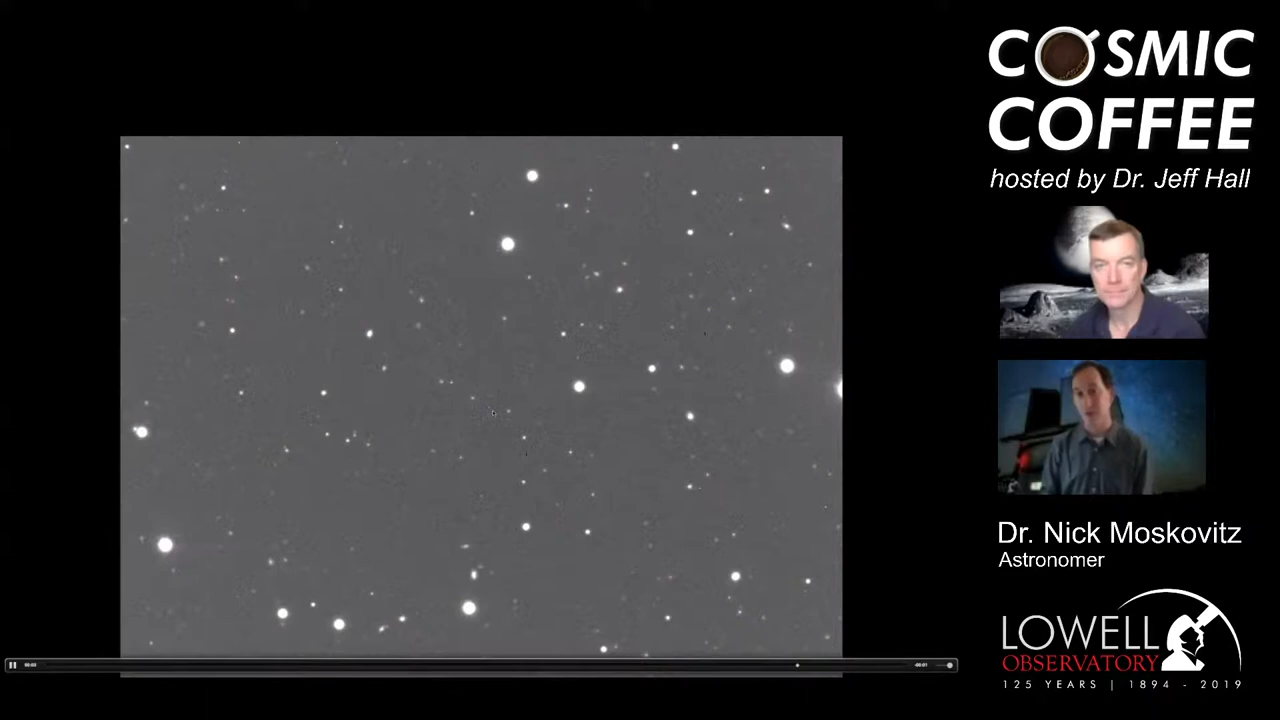 COSMIC
COFFEE
hosted by Dr. Jeff Hall
Dr. Nick Moskovitz
Astronomer
LOWELL
OBSERVATORY
125 YEARS | 1894 - 2019